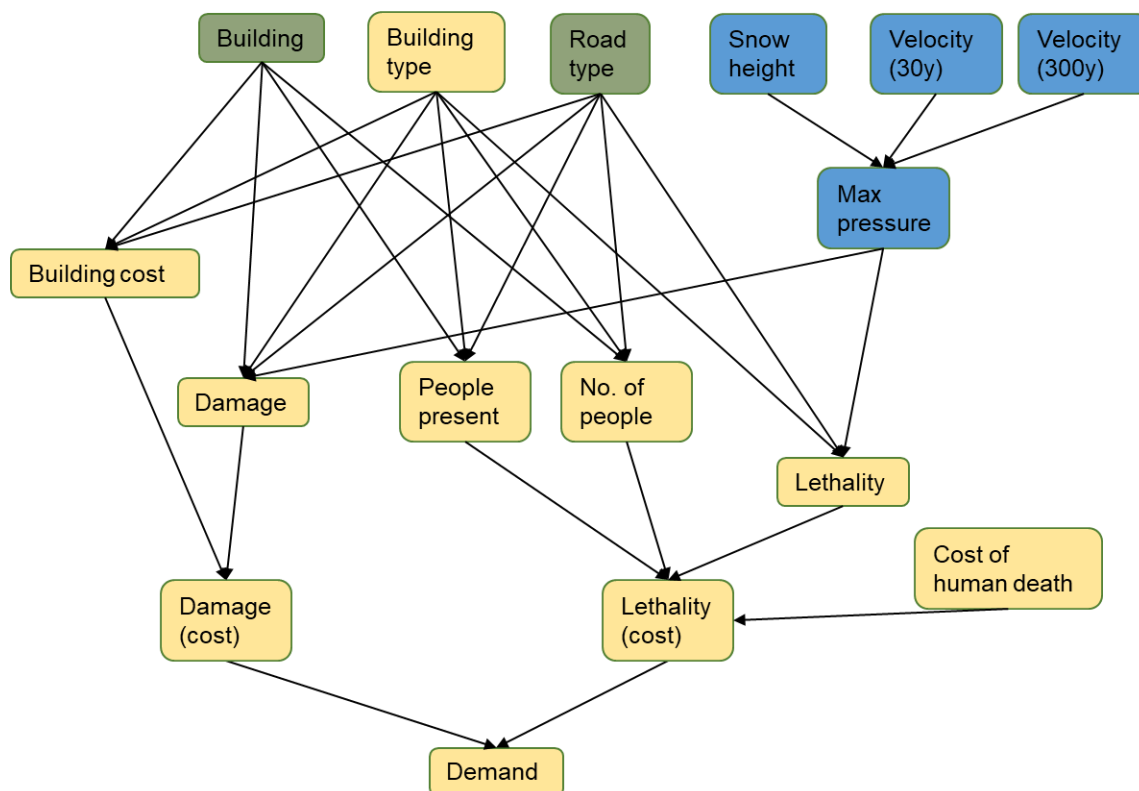 Building
Building
type
Road
type
Snow
height
Velocity
(30y)
Velocity
(300y)
Max
pressure
Building cost
Damage
People
present
No. of
people
Lethality
Cost of
human death
Damage
(cost)
Lethality
(cost)
Demand